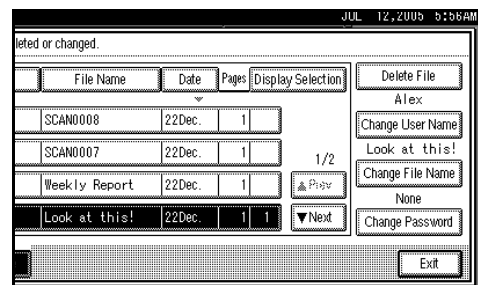 JUL 12,2005 5:56AM
leted or changed.
File Name Date Pages Display Selection Delete File
Alex
SCAN0008 22Dec. 1 Change User Name
SCAN0007 22Dec. 1 1/2 Look at this!
Weekly Report 22Dec. 1 ▲Prev Change File Name
None
Look at this! 22Dec. 1 1 ▼Next Change Password
Exit